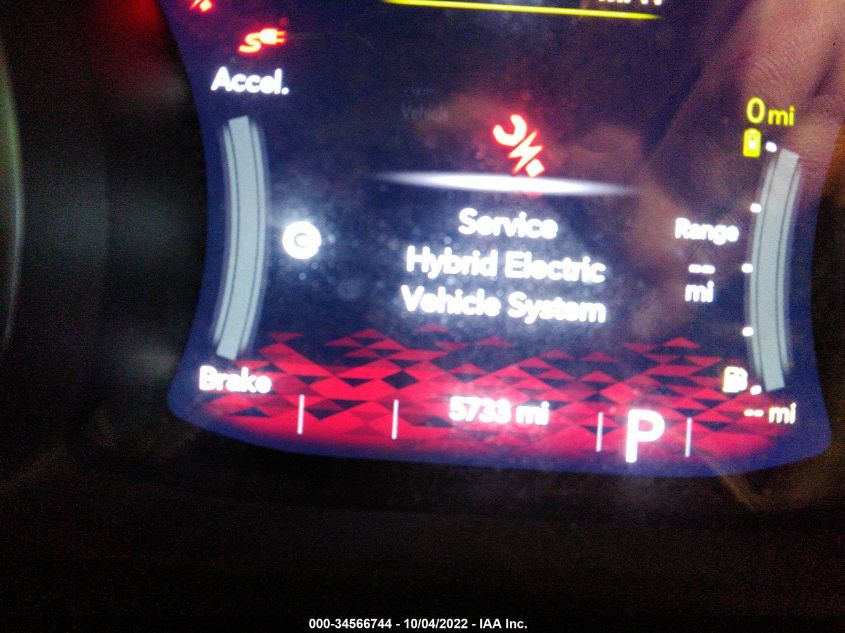 Accel.
0 mi
Service
Range
Hybrid Electric
--
mi
Vehicle System
Brake
5733 mi
P
-- mi
000-34566744 - 10/04/2022 - IAA Inc.